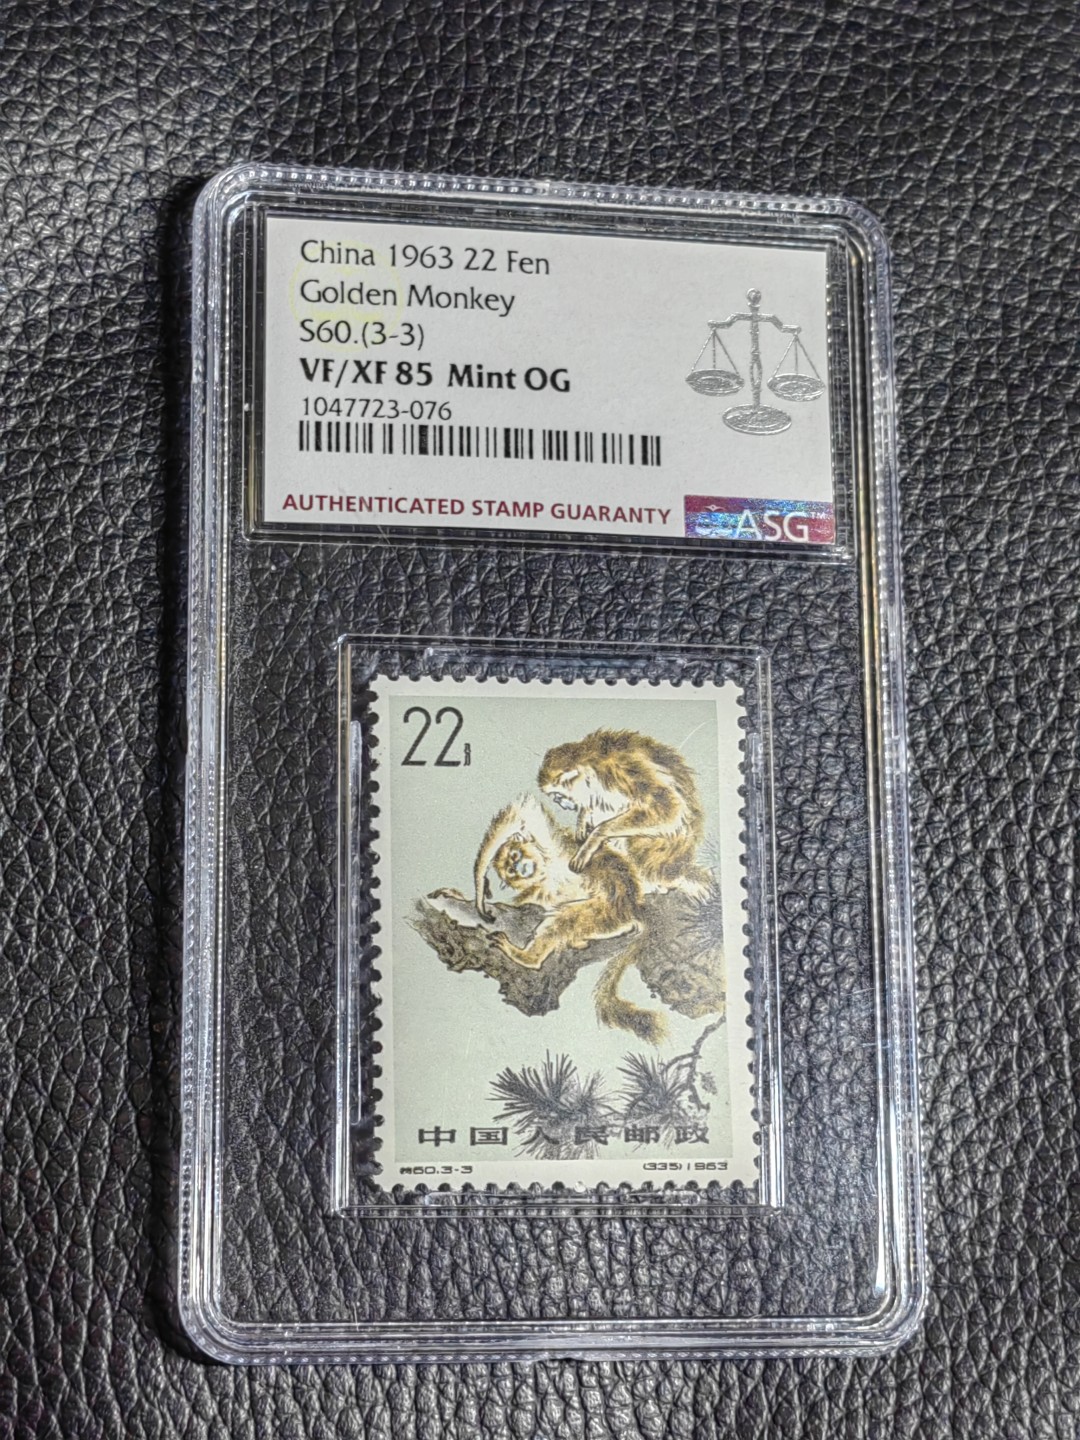 China 1963 22 Fen
Golden Monkey
S60.(3-3)
VF/XF 85 Mint OG
1047723-076
AUTHENTICATED STAMP GUARANTY
ASG™
22分
中国人民邮政
特60.3-3
(335)1963